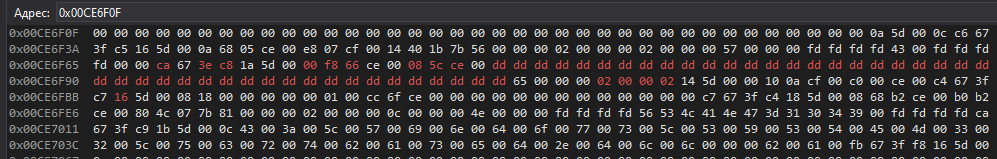 Адрес: 0x00CE6F0F
0x00CE6F0F 00 00 00 00 00 00 00 00 00 00 00 00 00 00 00 00 00 00 00 00 00 00 00 00 00 00 00 00 00 00 00 00 00 00 00 00 00 0a 5d 00 0c c6 67
0x00CE6F3A 3f c5 16 5d 00 0a 68 05 ce 00 e8 07 cf 00 14 40 1b 7b 56 00 00 00 02 00 00 00 02 00 00 00 57 00 00 00 fd fd fd fd 43 00 fd fd fd
0x00CE6F65 fd 00 00 ca 67 3e c8 1a 5d 00 00 f8 66 ce 00 08 5c ce 00 dd dd dd dd dd dd dd dd dd dd dd dd dd dd dd dd dd dd dd dd dd dd dd dd
0x00CE6F90 dd dd dd dd dd dd dd dd dd dd dd dd dd dd dd dd dd dd dd dd 65 00 00 00 02 00 00 02 14 5d 00 00 10 0a cf 00 c0 00 ce 00 c4 67 3f
0x00CE6FBB c7 16 5d 00 08 18 00 00 00 00 00 01 00 cc 6f ce 00 00 00 00 00 00 00 00 00 00 00 00 00 c7 67 3f c4 18 5d 00 08 68 b2 ce 00 b0 b2
0x00CE6FE6 ce 00 80 4c 07 7b 81 00 00 00 02 00 00 00 0c 00 00 00 4e 00 00 00 fd fd fd fd 56 53 4c 41 4e 47 3d 31 30 34 39 00 fd fd fd fd ca
0x00CE7011 67 3f c9 1b 5d 00 0c 43 00 3a 00 5c 00 57 00 69 00 6e 00 64 00 6f 00 77 00 73 00 5c 00 53 00 59 00 53 00 54 00 45 00 4d 00 33 00
0x00CE703C 32 00 5c 00 75 00 63 00 72 00 74 00 62 00 61 00 73 00 65 00 64 00 2e 00 64 00 6c 00 6c 00 00 00 62 00 61 00 fb 67 3f f8 16 5d 00